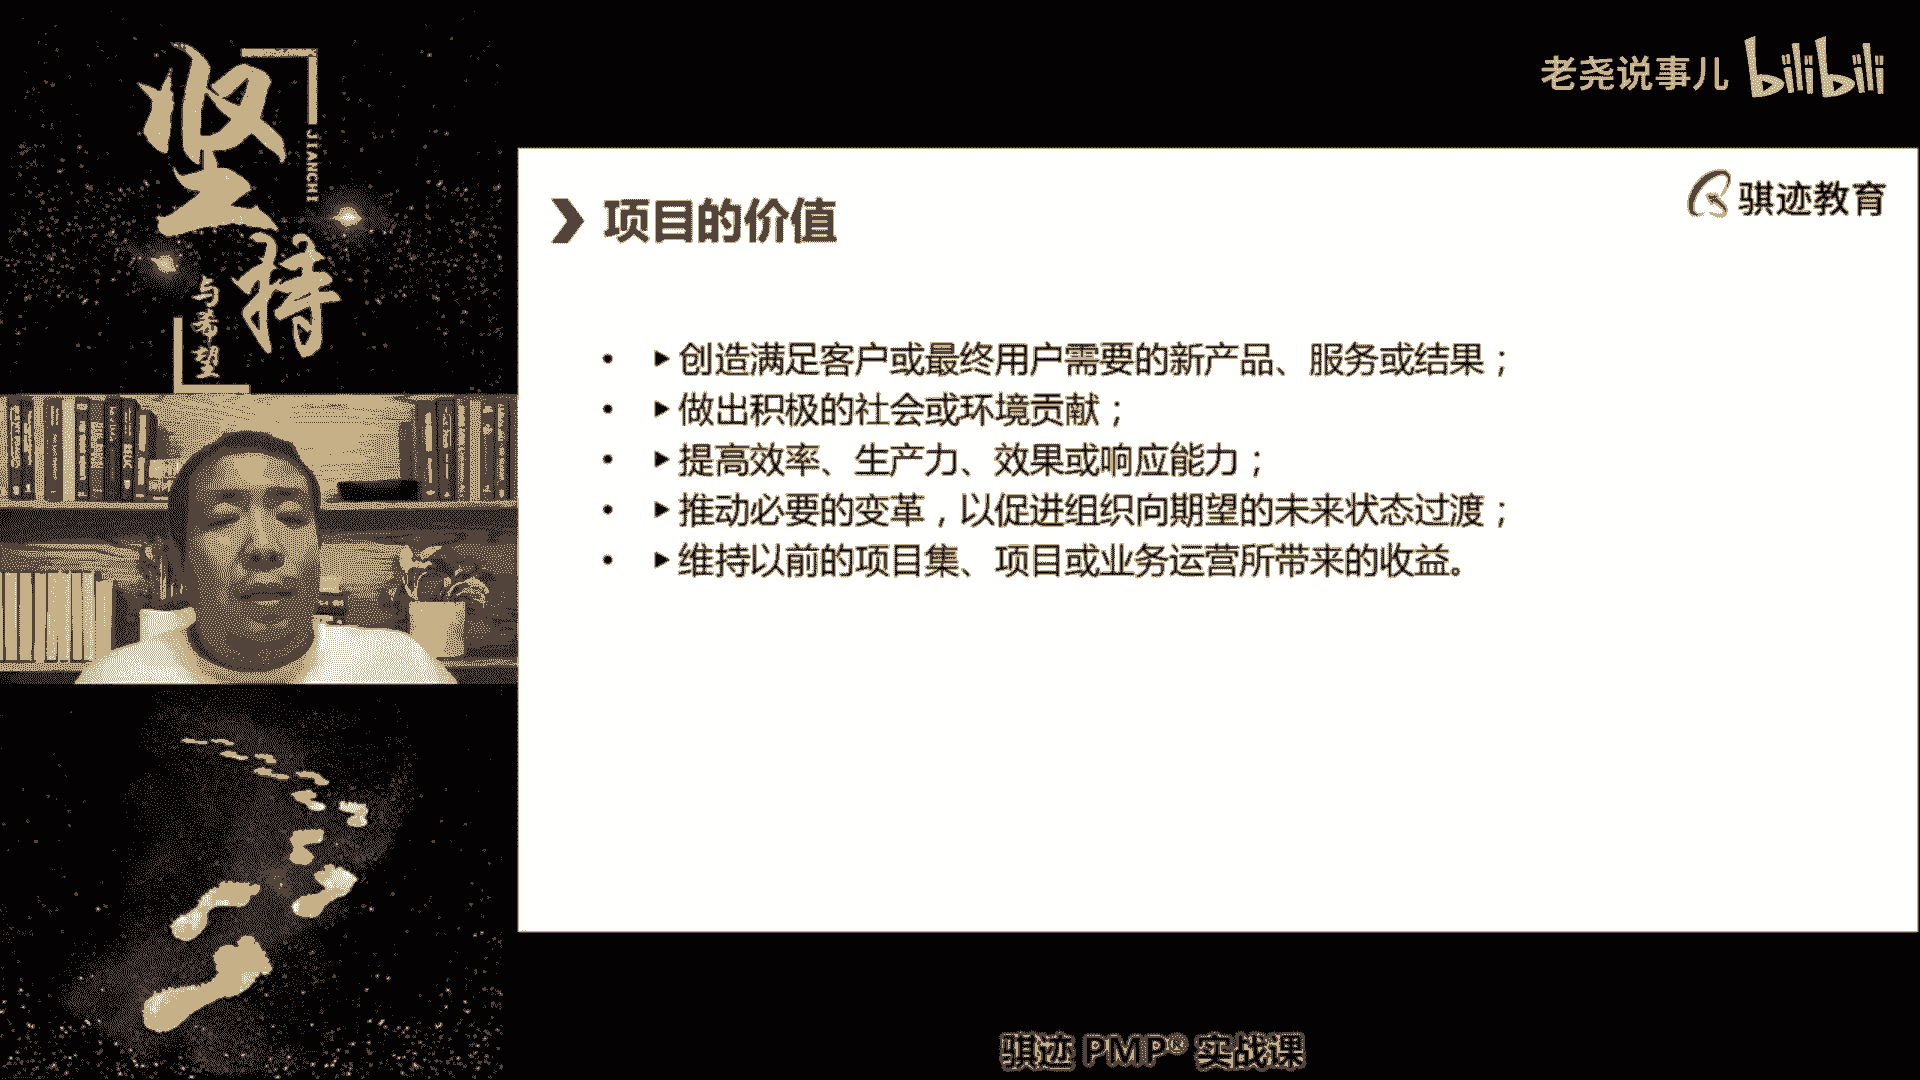 坚持
JIANCHI
与希望
老尧说事儿 bilibili
骐迹教育
项目的价值
• ▶创造满足客户或最终用户需要的新产品、服务或结果；
• ▶做出积极的社会或环境贡献；
• ▶提高效率、生产力、效果或响应能力；
• ▶推动必要的变革，以促进组织向期望的未来状态过渡；
• ▶维持以前的项目集、项目或业务运营所带来的收益。
骐迹 PMP® 实战课